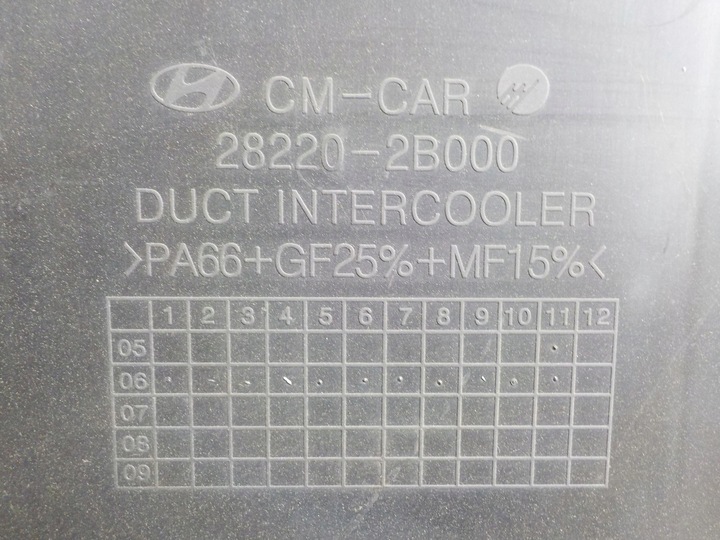 CM-CAR
28220-2B000
DUCT INTERCOOLER
>PA66+GF25%+MF15%<
1 2 3 4 5 6 7 8 9 10 11 12
05
06
07
08
09